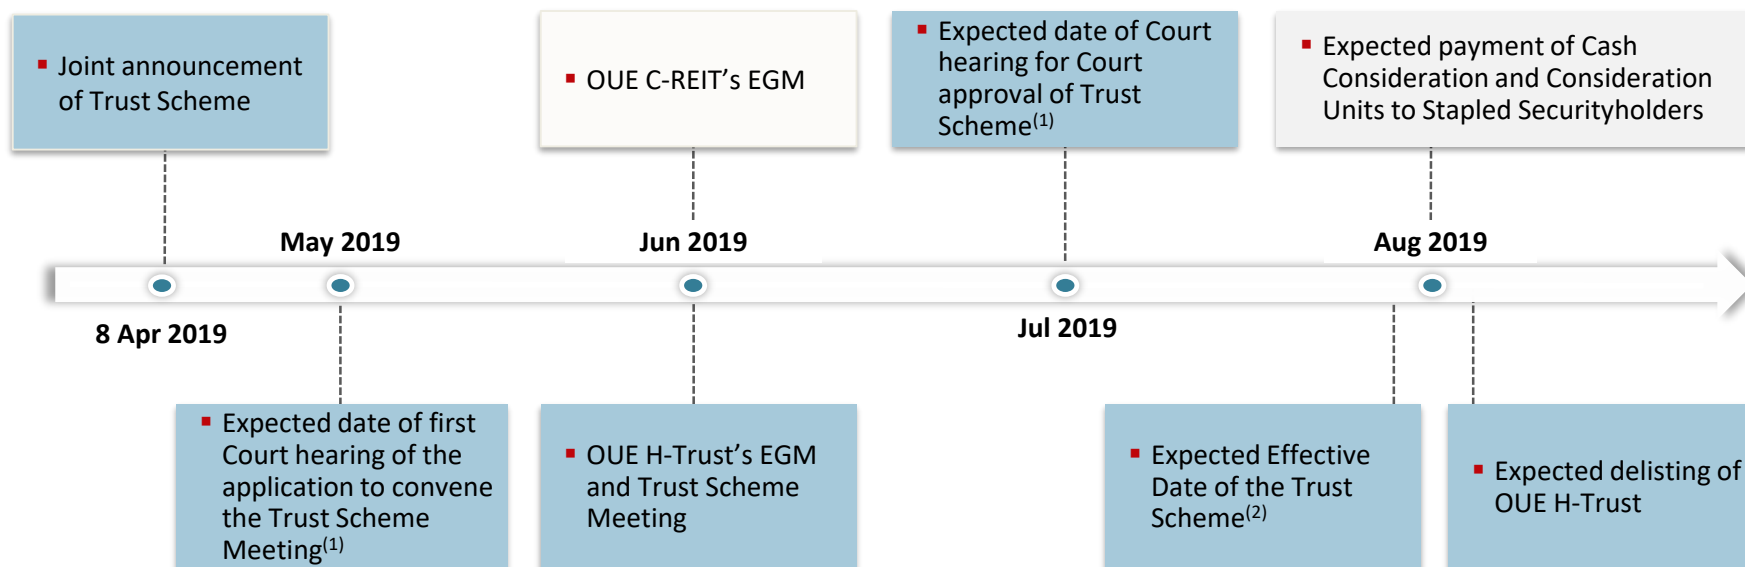 ▪ Joint announcement
of Trust Scheme
▪ OUE C-REIT’s EGM
▪ Expected date of Court
hearing for Court
approval of Trust
Scheme(1)
▪ Expected payment of Cash
Consideration and Consideration
Units to Stapled Securityholders
May 2019
Jun 2019
Aug 2019
8 Apr 2019
Jul 2019
▪ Expected date of first
Court hearing of the
application to convene
the Trust Scheme
Meeting(1)
▪ OUE H-Trust’s EGM
and Trust Scheme
Meeting
▪ Expected Effective
Date of the Trust
Scheme(2)
▪ Expected delisting of
OUE H-Trust